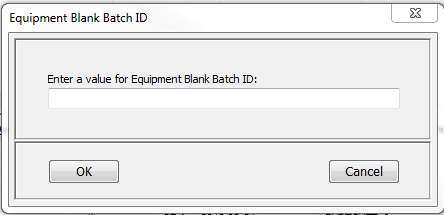 Equipment Blank Batch ID
Enter a value for Equipment Blank Batch ID:
OK
Cancel